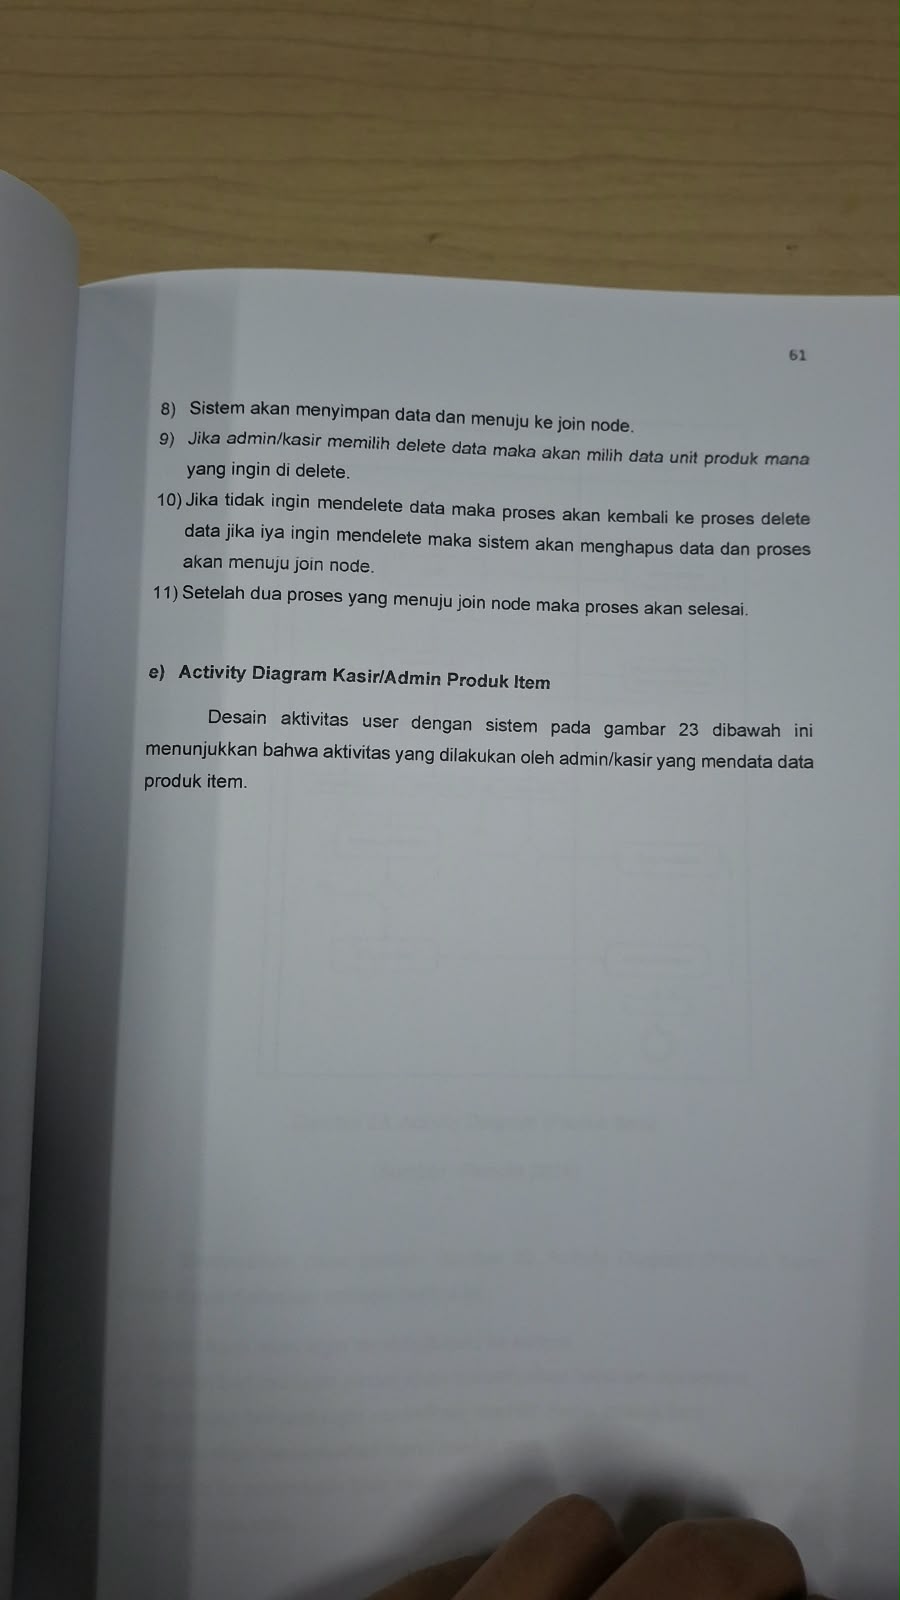 61
8) Sistem akan menyimpan data dan menuju ke join node.
9) Jika admin/kasir memilih delete data maka akan milih data unit produk mana
yang ingin di delete.
10) Jika tidak ingin mendelete data maka proses akan kembali ke proses delete
data jika iya ingin mendelete maka sistem akan menghapus data dan proses
akan menuju join node.
11) Setelah dua proses yang menuju join node maka proses akan selesai.
e) Activity Diagram Kasir/Admin Produk Item
Desain aktivitas user dengan sistem pada gambar 23 dibawah ini
menunjukkan bahwa aktivitas yang dilakukan oleh admin/kasir yang mendata data
produk item.